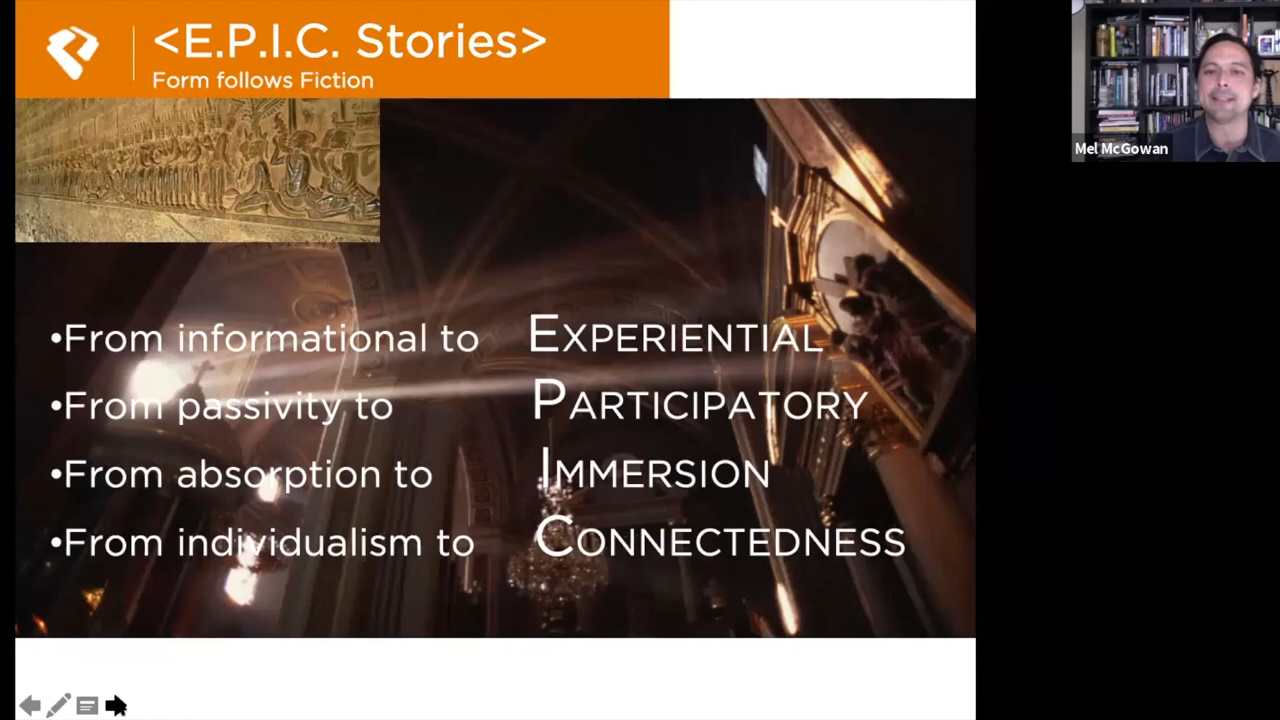 <E.P.I.C. Stories>
Form follows Fiction
Mel McGowan
•From informational to EXPERIENTIAL
•From passivity to PARTICIPATORY
•From absorption to IMMERSION
•From individualism to CONNECTEDNESS